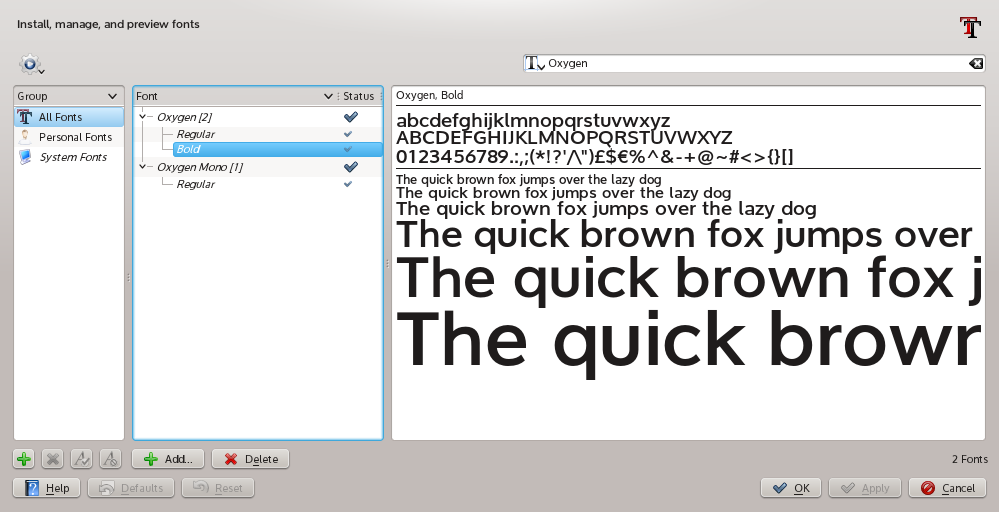 Install, manage, and preview fonts
Oxygen
Group
All Fonts
Personal Fonts
System Fonts
Font Status
Oxygen [2]
Regular
Bold
Oxygen Mono [1]
Regular
Oxygen, Bold
abcdefghijklmnopqrstuvwxyz
ABCDEFGHIJKLMNOPQRSTUVWXYZ
0123456789.:,;(*!?'/\")£$€%^&-+@~#<>{}[]
The quick brown fox jumps over the lazy dog
The quick brown fox jumps over the lazy dog
The quick brown fox jumps over the lazy dog
The quick brown fox jumps over
The quick brown fox j
The quick brown
Add... Delete
2 Fonts
Help Defaults Reset OK Apply Cancel